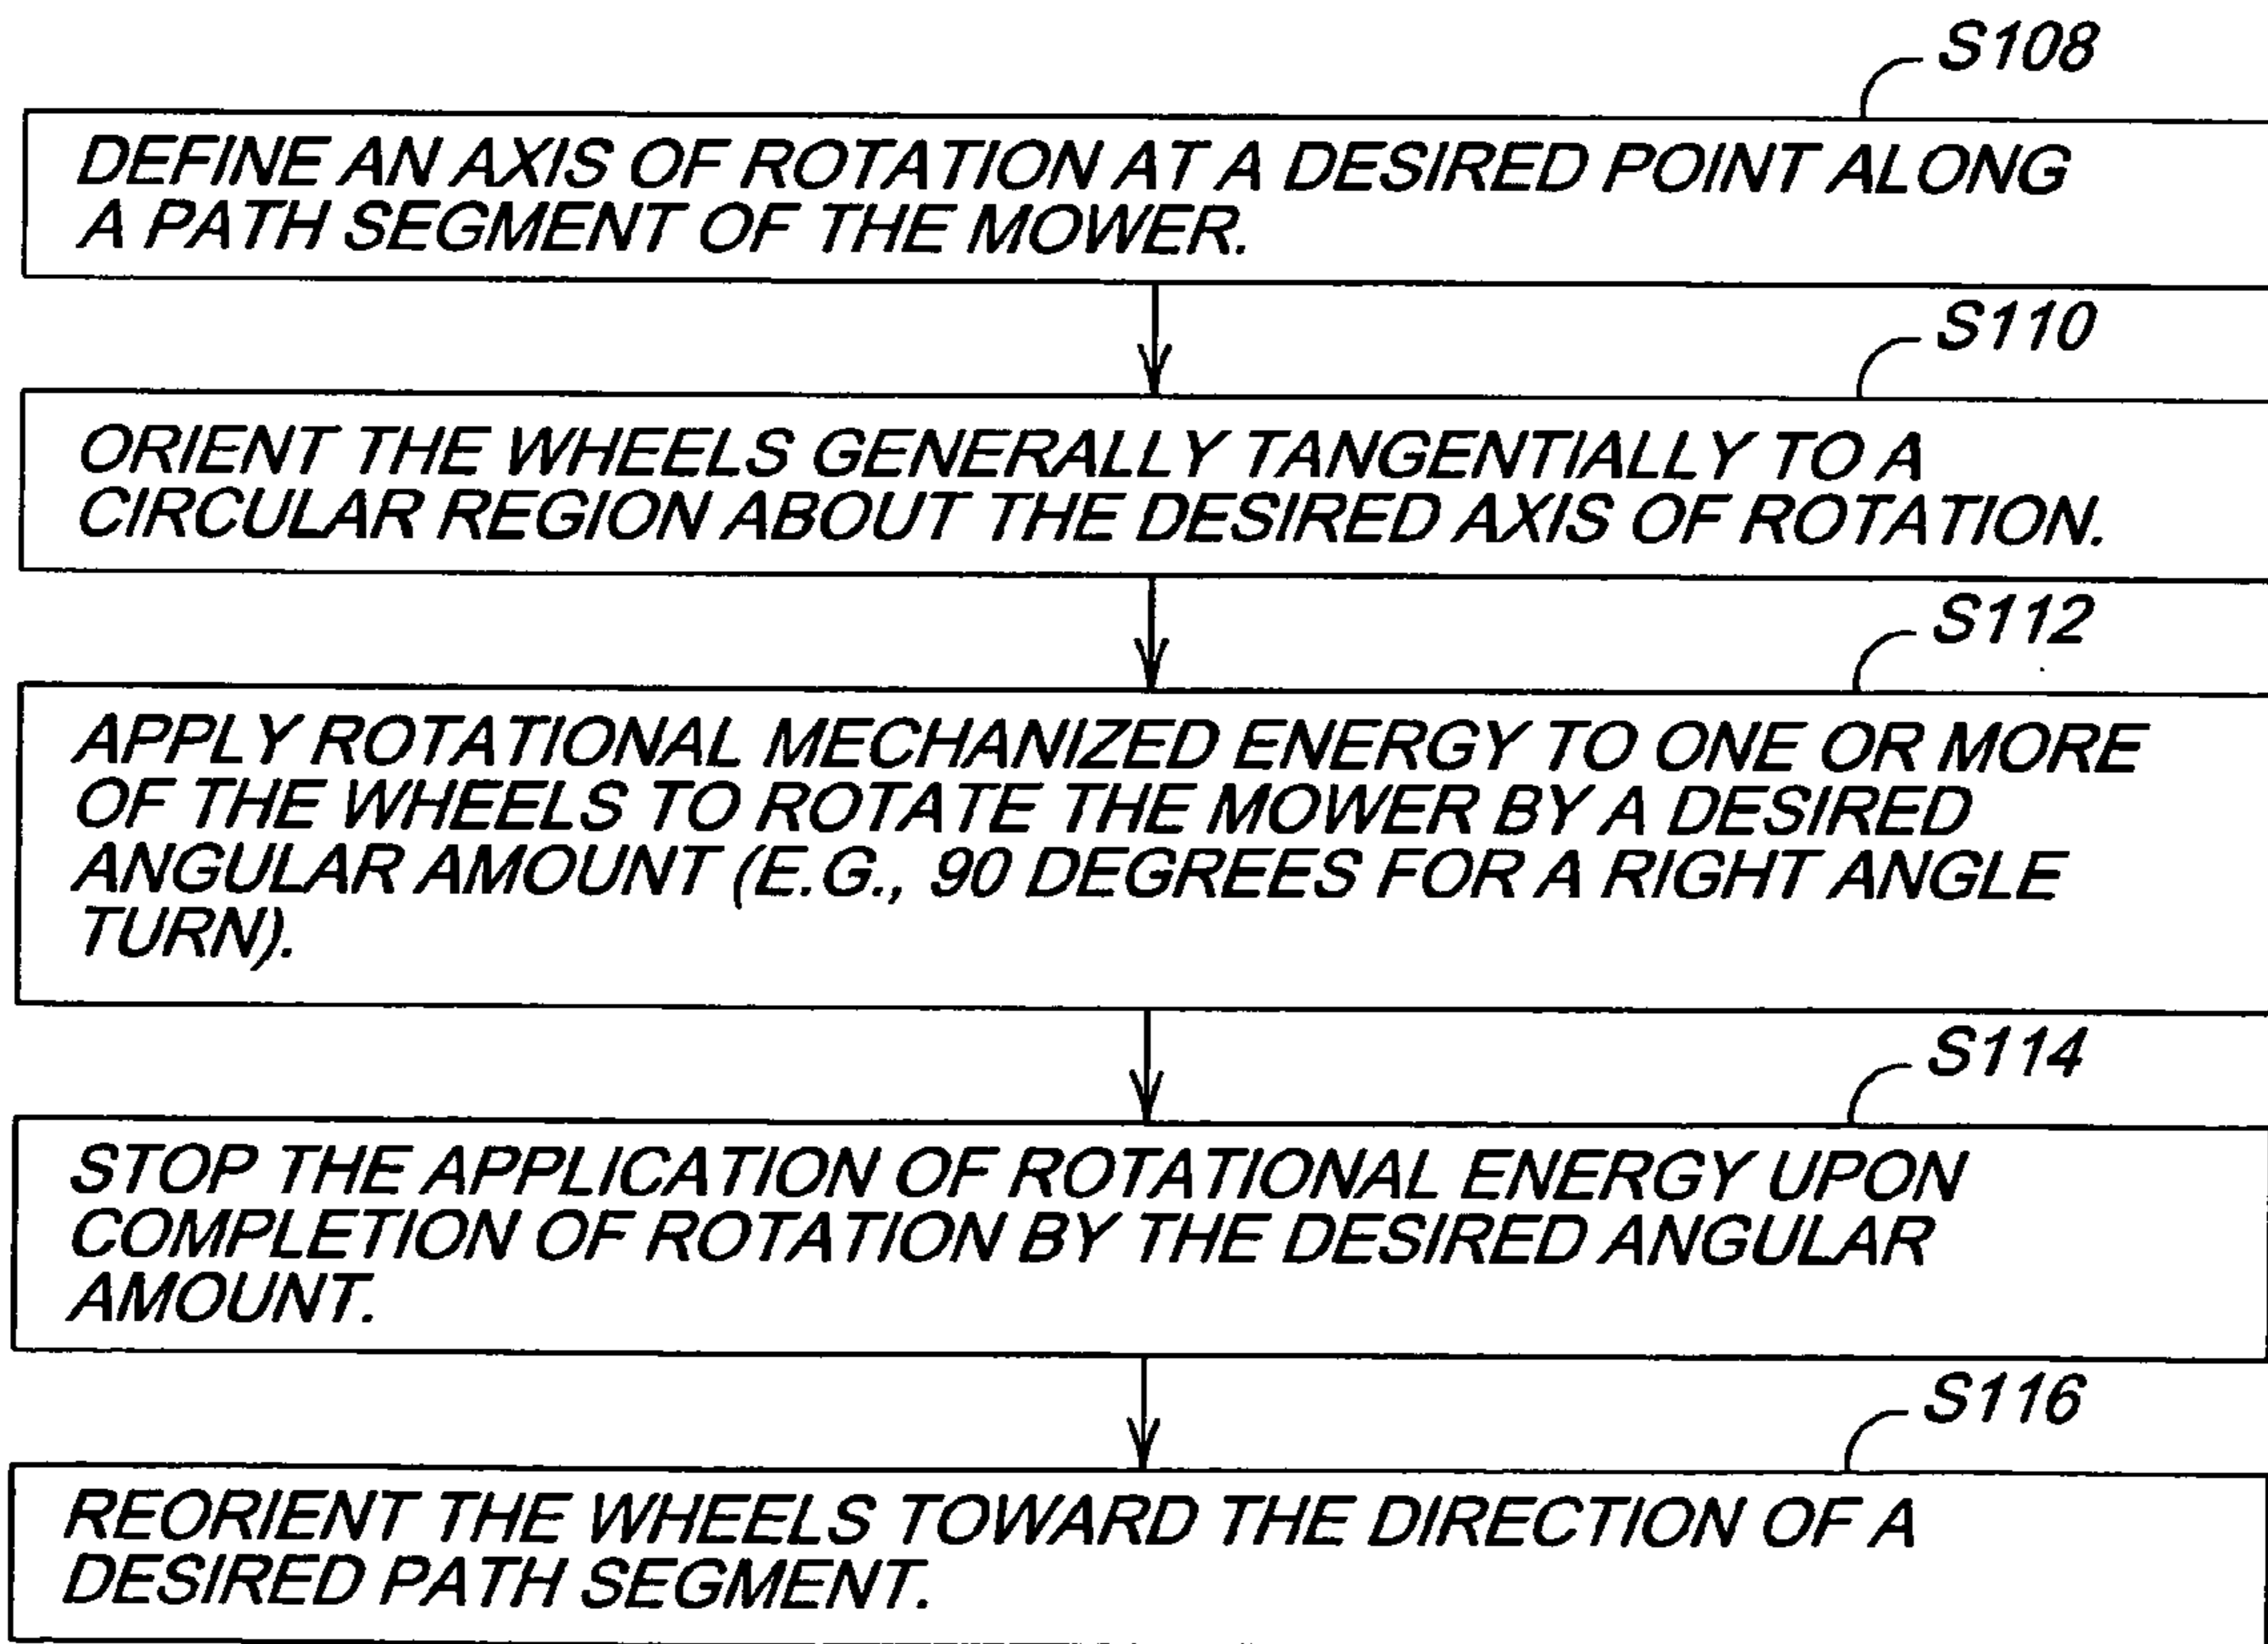 S108
DEFINE AN AXIS OF ROTATION AT A DESIRED POINT ALONG
A PATH SEGMENT OF THE MOWER.
S110
ORIENT THE WHEELS GENERALLY TANGENTIALLY TO A
CIRCULAR REGION ABOUT THE DESIRED AXIS OF ROTATION.
S112
APPLY ROTATIONAL MECHANIZED ENERGY TO ONE OR MORE
OF THE WHEELS TO ROTATE THE MOWER BY A DESIRED
ANGULAR AMOUNT (E.G., 90 DEGREES FOR A RIGHT ANGLE
TURN).
S114
STOP THE APPLICATION OF ROTATIONAL ENERGY UPON
COMPLETION OF ROTATION BY THE DESIRED ANGULAR
AMOUNT.
S116
REORIENT THE WHEELS TOWARD THE DIRECTION OF A
DESIRED PATH SEGMENT.